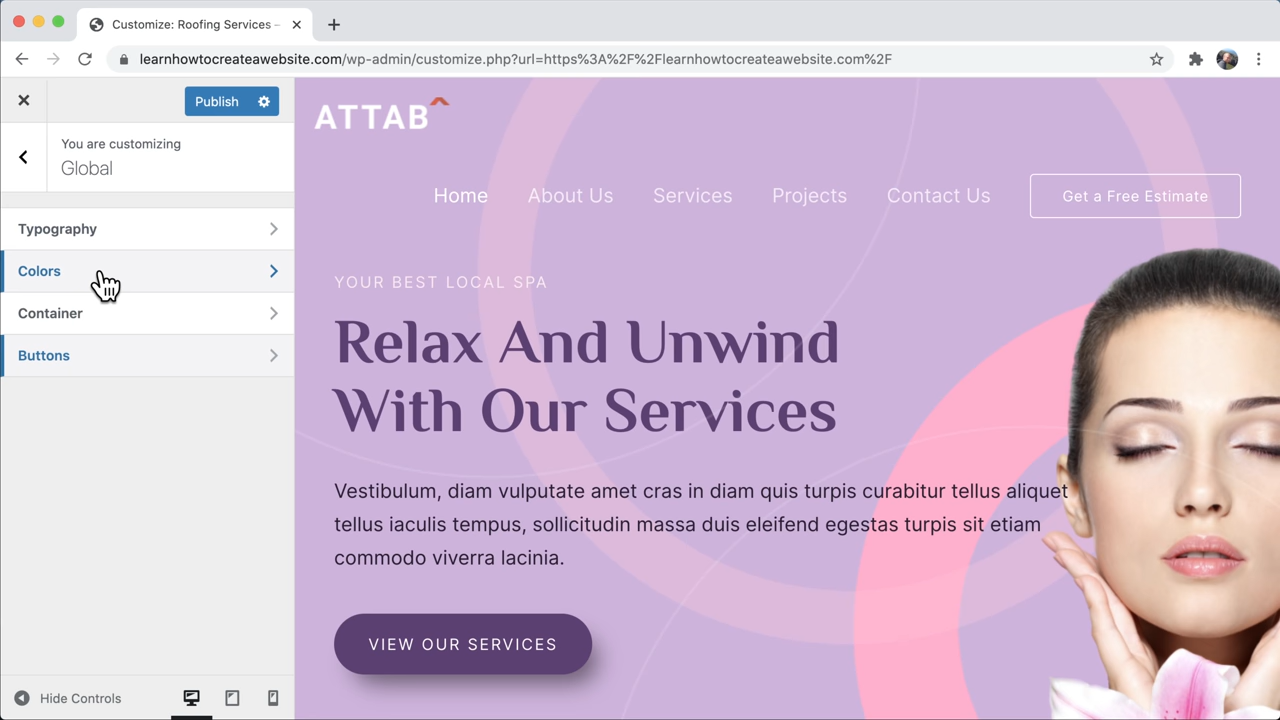 Customize: Roofing Services –
learnhowtocreateawebsite.com/wp-admin/customize.php?url=https%3A%2F%2Flearnhowtocreateawebsite.com%2F
Publish
You are customizing
Global
Typography
Colors
Container
Buttons
Hide Controls
ATTAB
Home About Us Services Projects Contact Us Get a Free Estimate
YOUR BEST LOCAL SPA
Relax And Unwind
With Our Services
Vestibulum, diam vulputate amet cras in diam quis turpis curabitur tellus aliquet
tellus iaculis tempus, sollicitudin massa duis eleifend egestas turpis sit etiam
commodo viverra lacinia.
VIEW OUR SERVICES